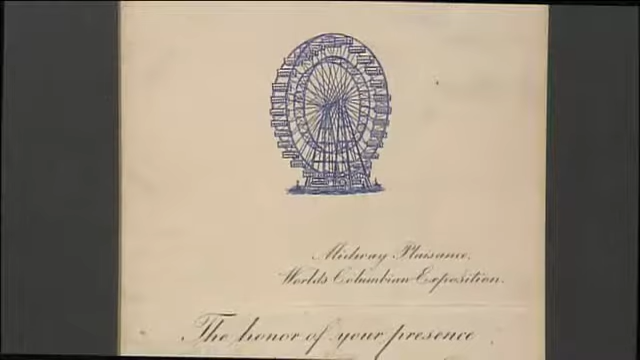 Midway Plaisance,
Worlds Columbian Exposition.
The honor of your presence